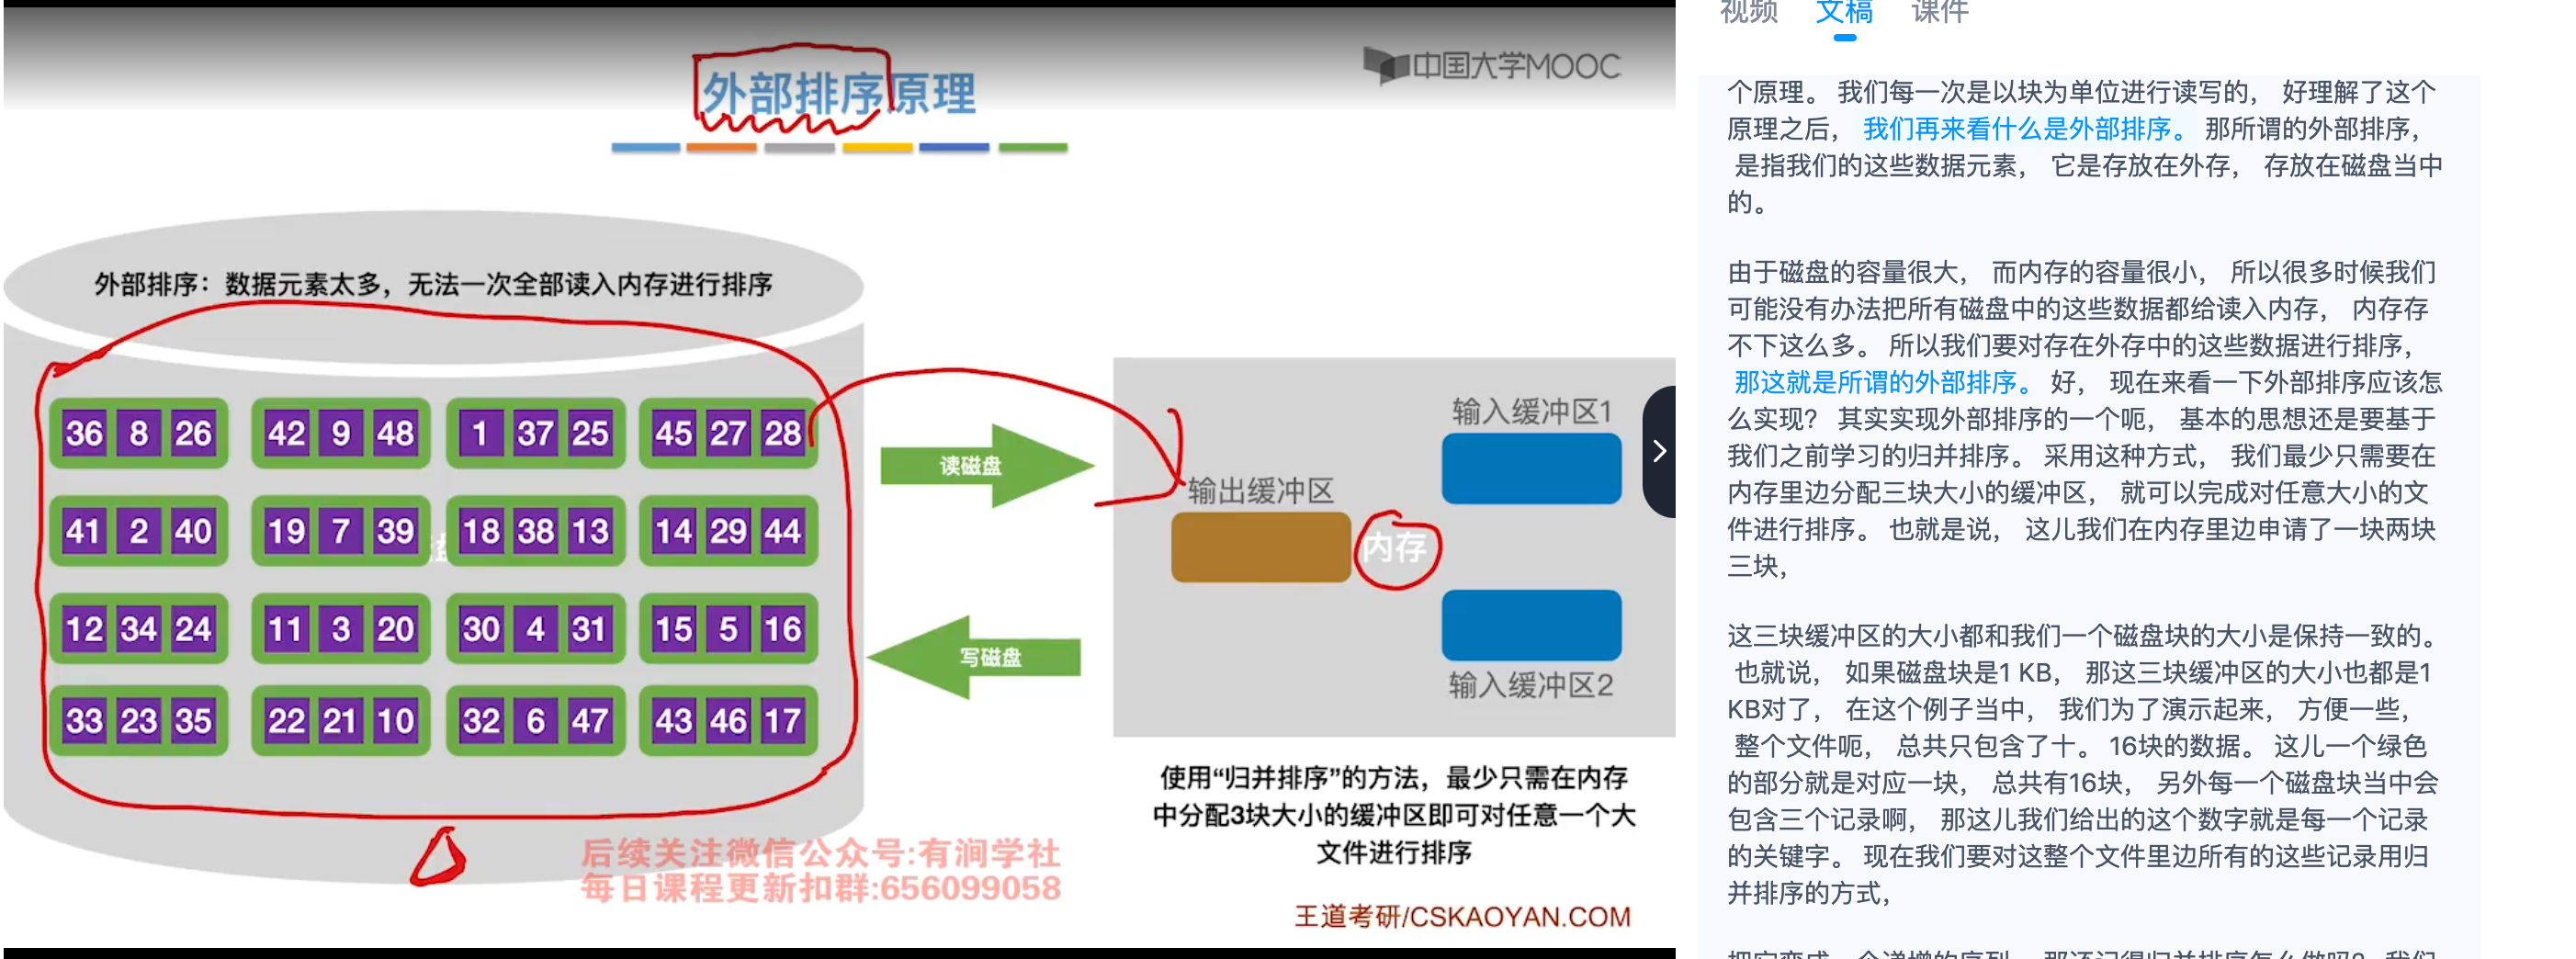 外部排序原理
中国大学MOOC
外部排序：数据元素太多，无法一次全部读入内存进行排序
36 8 26 42 9 48 1 37 25 45 27 28
41 2 40 19 7 39 18 38 13 14 29 44
12 34 24 11 3 20 30 4 31 15 5 16
33 23 35 22 21 10 32 6 47 43 46 17
读磁盘
写磁盘
输入缓冲区1
输出缓冲区
内存
输入缓冲区2
使用“归并排序”的方法，最少只需在内存
中分配3块大小的缓冲区即可对任意一个大
文件进行排序
后续关注微信公众号:有涧学社
每日课程更新扣群:656099058
王道考研/CSKAOYAN.COM
视频 文稿 课件
个原理。 我们每一次是以块为单位进行读写的， 好理解了这个
原理之后， 我们再来看什么是外部排序。 那所谓的外部排序，
是指我们的这些数据元素， 它是存放在外存， 存放在磁盘当中
的。
由于磁盘的容量很大， 而内存的容量很小， 所以很多时候我们
可能没有办法把所有磁盘中的这些数据都给读入内存， 内存存
不下这么多。 所以我们要对存在外存中的这些数据进行排序，
那这就是所谓的外部排序。 好， 现在来看一下外部排序应该怎
么实现？ 其实实现外部排序的一个呃， 基本的思想还是要基于
我们之前学习的归并排序。 采用这种方式， 我们最少只需要在
内存里边分配三块大小的缓冲区， 就可以完成对任意大小的文
件进行排序。 也就是说， 这儿我们在内存里边申请了一块两块
三块，
这三块缓冲区的大小都和我们一个磁盘块的大小是保持一致的。
也就说， 如果磁盘块是1 KB， 那这三块缓冲区的大小也都是1
KB对了， 在这个例子当中， 我们为了演示起来， 方便一些，
整个文件呃， 总共只包含了十。 16块的数据。 这儿一个绿色
的部分就是对应一块， 总共有16块， 另外每一个磁盘块当中会
包含三个记录啊， 那这儿我们给出的这个数字就是每一个记录
的关键字。 现在我们要对这整个文件里边所有的这些记录用归
并排序的方式，
把它变成一个递增的序列， 那还记得归并排序怎么做吗？ 我们